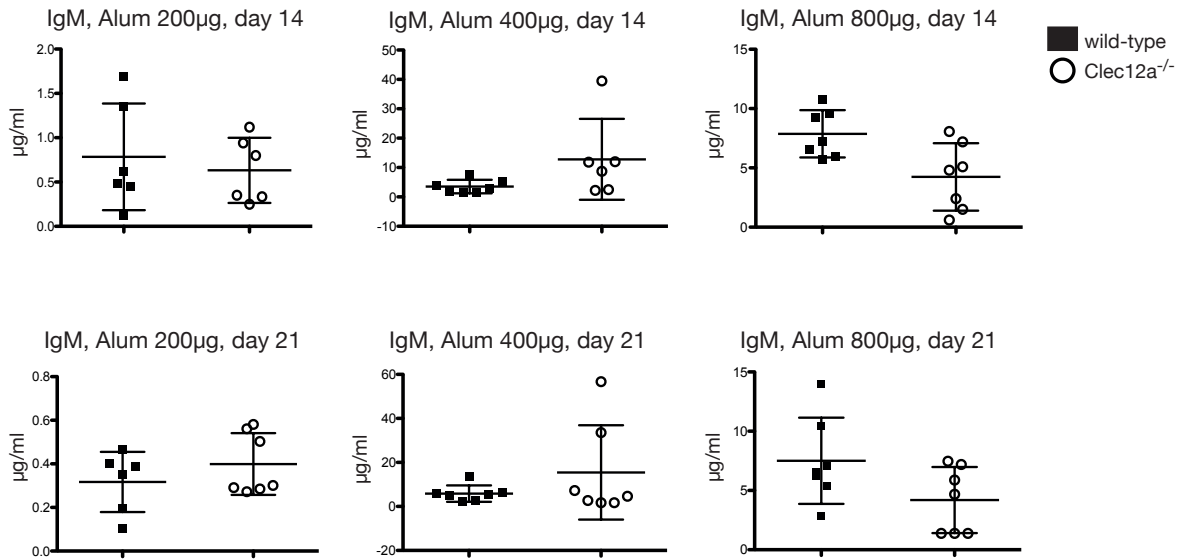 IgM, Alum 200µg, day 14
µg/ml
2.0
1.5
1.0
0.5
0.0
IgM, Alum 400µg, day 14
µg/ml
50
40
30
20
10
0
-10
IgM, Alum 800µg, day 14
µg/ml
15
10
5
0
wild-type
Clec12a-/-
IgM, Alum 200µg, day 21
µg/ml
0.8
0.6
0.4
0.2
0.0
IgM, Alum 400µg, day 21
µg/ml
60
40
20
0
-20
IgM, Alum 800µg, day 21
µg/ml
15
10
5
0